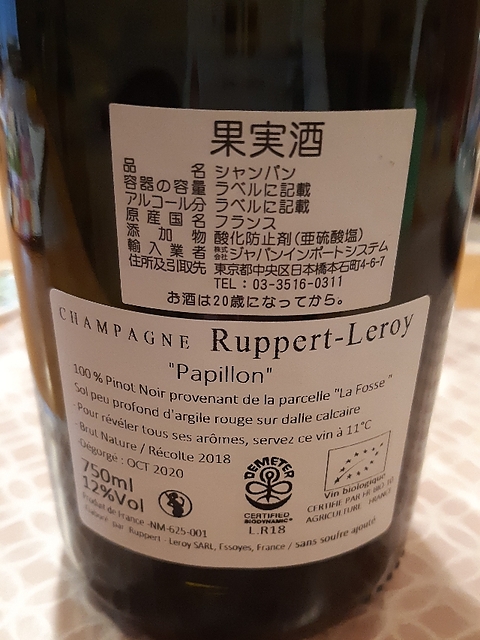 果実酒
品名 シャンパン
容器の容量 ラベルに記載
アルコール分 ラベルに記載
原産国名 フランス
添加物 酸化防止剤(亜硫酸塩)
輸入業者 株式会社ジャパンインポートシステム
住所及引取先 東京都中央区日本橋本石町4-6-7
TEL:03-3516-0311
お酒は20歳になってから。
CHAMPAGNE Ruppert-Leroy
"Papillon"
100% Pinot Noir provenant de la parcelle "La Fosse"
Sol peu profond d'argile rouge sur dalle calcaire
-Pour révéler tous ses arômes, servez ce vin à 11°C
-Brut Nature / Récolte 2018
-Dégorgé: OCT 2020
750ml
12%Vol
DEMETER
CERTIFIED
BIODYNAMIC®
L.R18
Vin biologique
CERTIFIÉ PAR FR BIO 10
AGRICULTURE FRANCE
Produit de France -NM-625-001
Élaboré par Ruppert - Leroy SARL, Essoyes, France / sans soufre ajouté